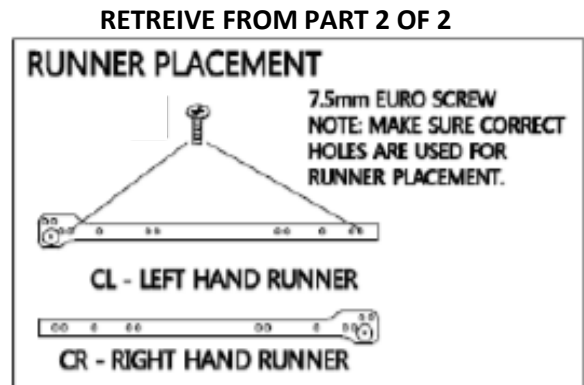 RETREIVE FROM PART 2 OF 2
RUNNER PLACEMENT
7.5mm EURO SCREW
NOTE: MAKE SURE CORRECT
HOLES ARE USED FOR
RUNNER PLACEMENT.
CL - LEFT HAND RUNNER
CR - RIGHT HAND RUNNER